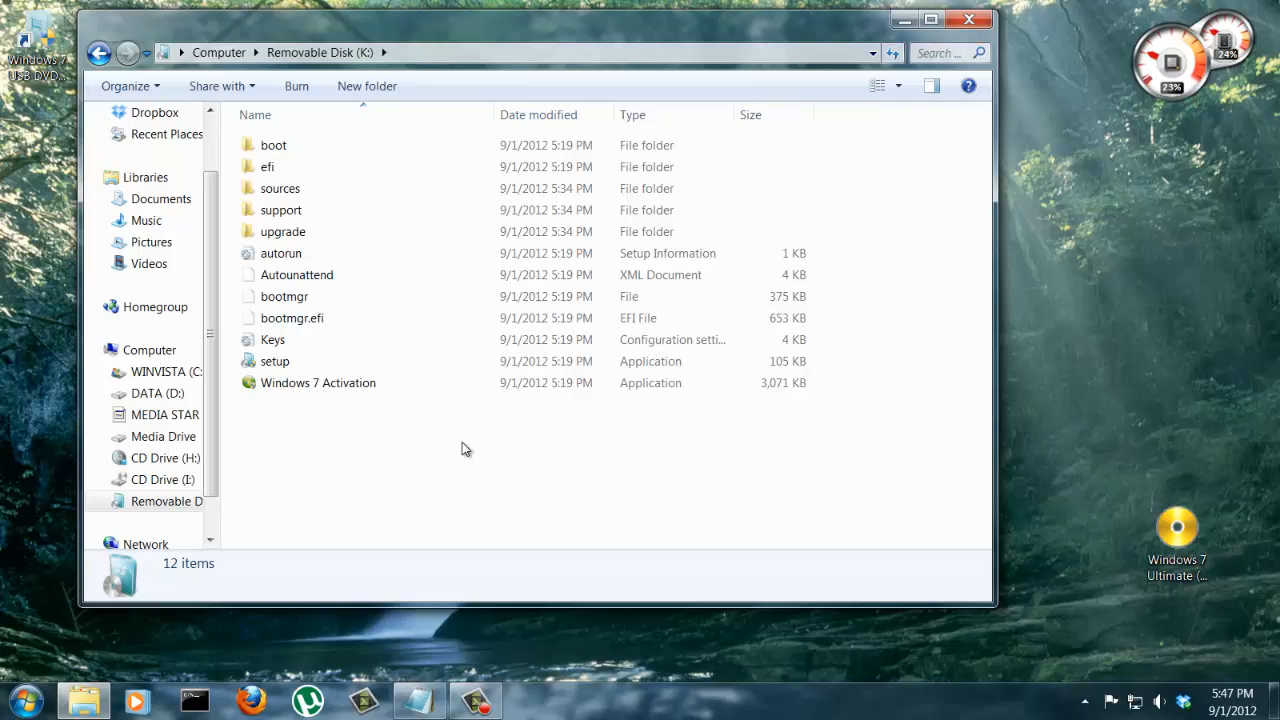 Windows 7
USB DVD...
Computer
Removable Disk (K:)
Search ...
24%
23%
Organize
Share with
Burn
New folder
Name
Date modified
Type
Size
Dropbox
Recent Places
Libraries
Documents
Music
Pictures
Videos
Homegroup
Computer
WINVISTA (C:
DATA (D:)
MEDIA STAR
Media Drive
CD Drive (H:)
CD Drive (I:)
Removable D
Network
boot 9/1/2012 5:19 PM File folder
efi 9/1/2012 5:19 PM File folder
sources 9/1/2012 5:34 PM File folder
support 9/1/2012 5:34 PM File folder
upgrade 9/1/2012 5:34 PM File folder
autorun 9/1/2012 5:19 PM Setup Information 1 KB
Autounattend 9/1/2012 5:19 PM XML Document 4 KB
bootmgr 9/1/2012 5:19 PM File 375 KB
bootmgr.efi 9/1/2012 5:19 PM EFI File 653 KB
Keys 9/1/2012 5:19 PM Configuration setti... 4 KB
setup 9/1/2012 5:19 PM Application 105 KB
Windows 7 Activation 9/1/2012 5:19 PM Application 3,071 KB
12 items
Windows 7
Ultimate (...
5:47 PM
9/1/2012